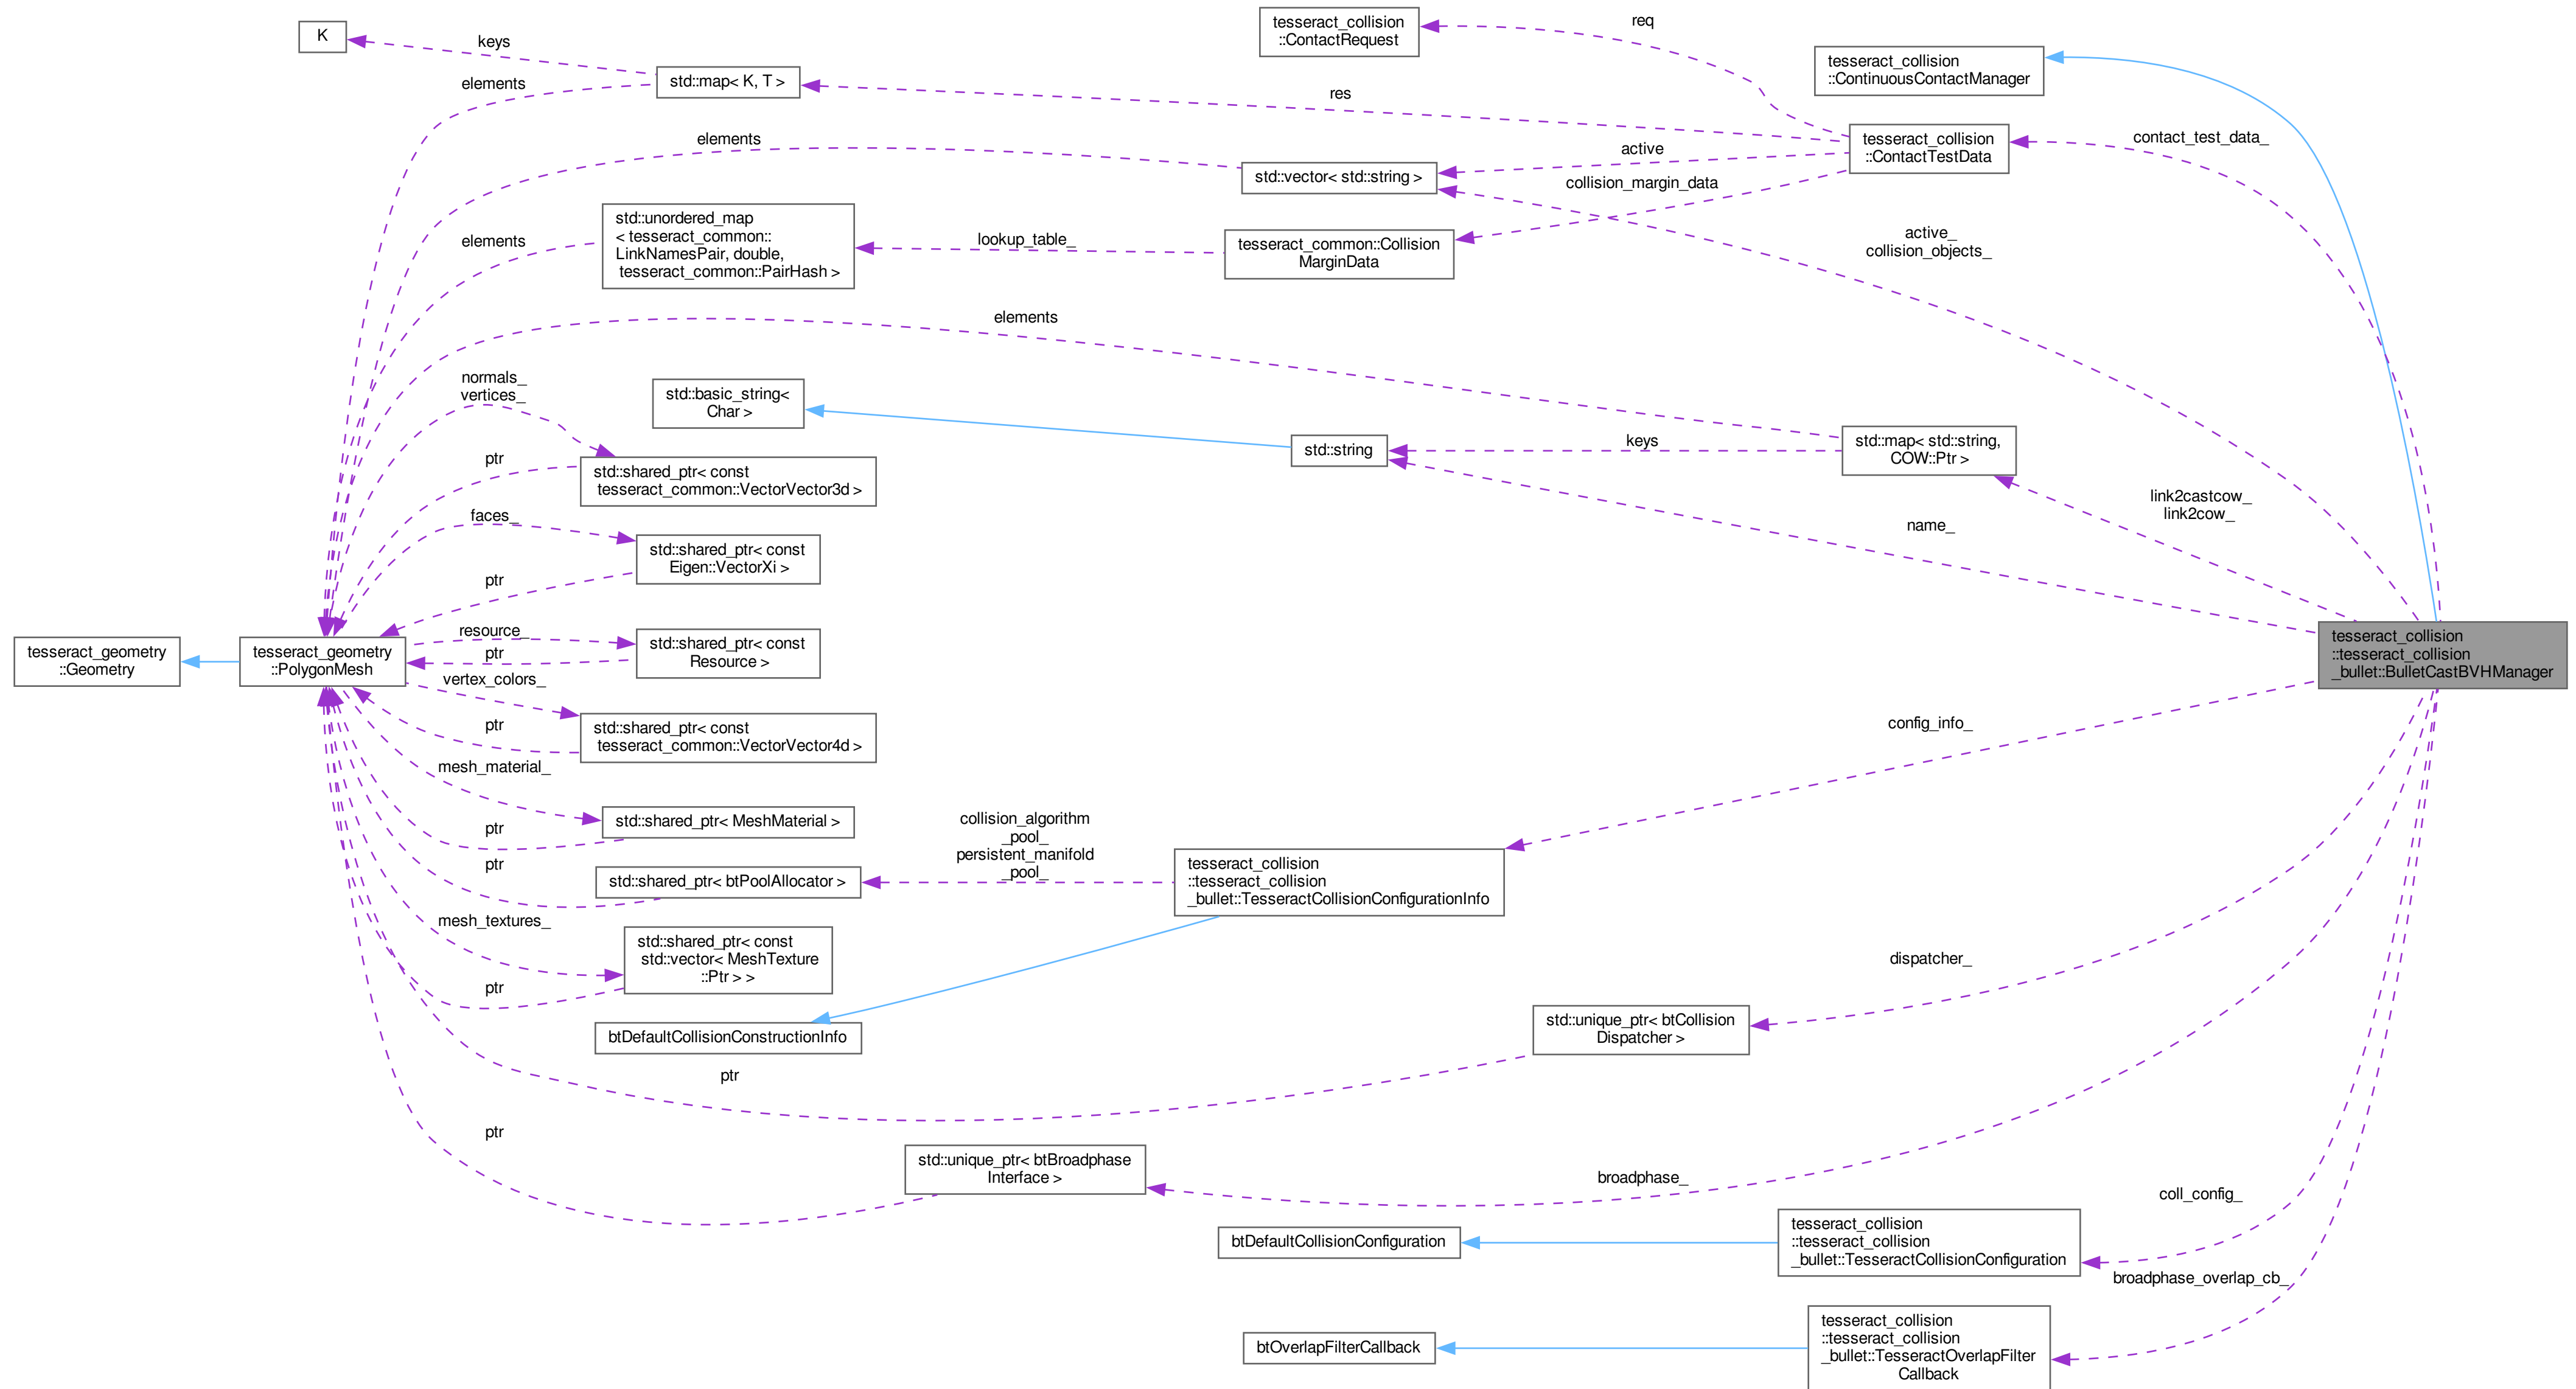 K
keys
elements
std::map< K, T >
tesseract_collision
::ContactRequest
req
res
tesseract_collision
::ContinuousContactManager
tesseract_collision
::ContactTestData
contact_test_data_
elements
std::vector< std::string >
active
collision_margin_data
std::unordered_map
< tesseract_common::
LinkNamesPair, double,
tesseract_common::PairHash >
elements
lookup_table_
tesseract_common::Collision
MarginData
active_
collision_objects_
elements
normals_
vertices_
std::basic_string<
Char >
std::string
keys
std::map< std::string,
COW::Ptr >
ptr
std::shared_ptr< const
tesseract_common::VectorVector3d >
link2castcow_
link2cow_
name_
faces_
std::shared_ptr< const
Eigen::VectorXi >
ptr
tesseract_geometry
::Geometry
tesseract_geometry
::PolygonMesh
resource_
ptr
std::shared_ptr< const
Resource >
tesseract_collision
::tesseract_collision
_bullet::BulletCastBVHManager
vertex_colors_
ptr
std::shared_ptr< const
tesseract_common::VectorVector4d >
config_info_
mesh_material_
ptr
std::shared_ptr< MeshMaterial >
ptr
std::shared_ptr< btPoolAllocator >
collision_algorithm
_pool_
persistent_manifold
_pool_
tesseract_collision
::tesseract_collision
_bullet::TesseractCollisionConfigurationInfo
mesh_textures_
std::shared_ptr< const
std::vector< MeshTexture
::Ptr > >
ptr
btDefaultCollisionConstructionInfo
dispatcher_
std::unique_ptr< btCollision
Dispatcher >
ptr
ptr
std::unique_ptr< btBroadphase
Interface >
broadphase_
coll_config_
btDefaultCollisionConfiguration
tesseract_collision
::tesseract_collision
_bullet::TesseractCollisionConfiguration
broadphase_overlap_cb_
btOverlapFilterCallback
tesseract_collision
::tesseract_collision
_bullet::TesseractOverlapFilter
Callback